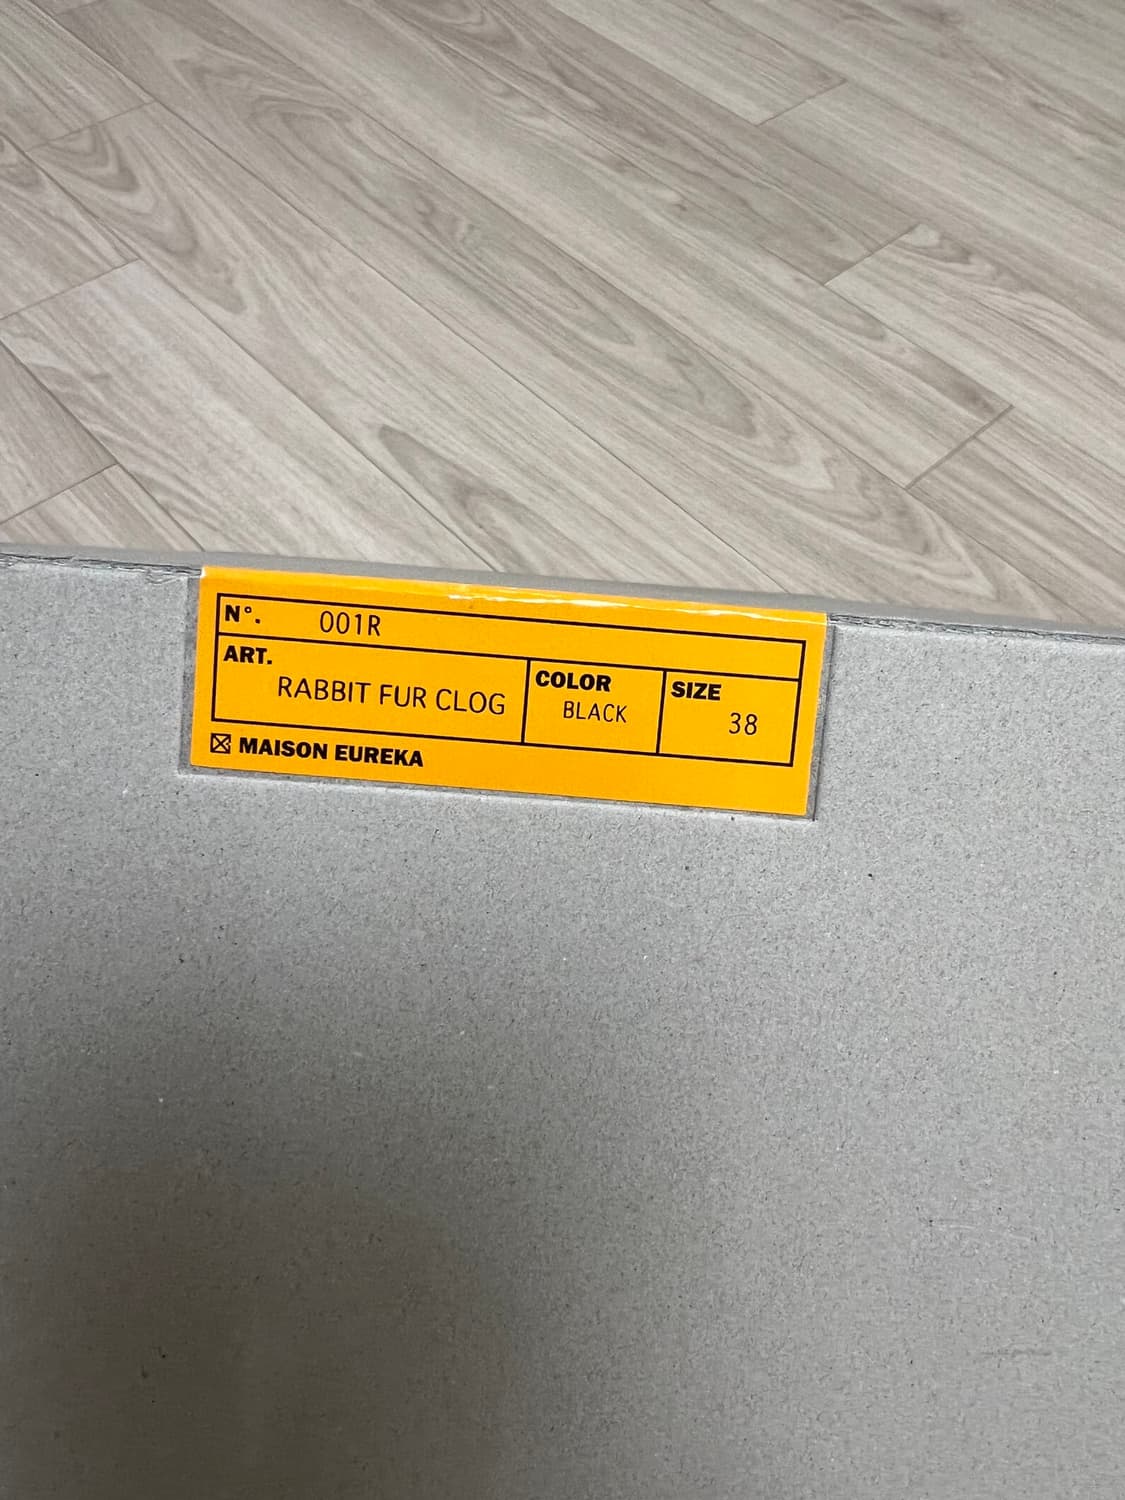 N°. 001R
ART. COLOR SIZE
RABBIT FUR CLOG BLACK 38
MAISON EUREKA